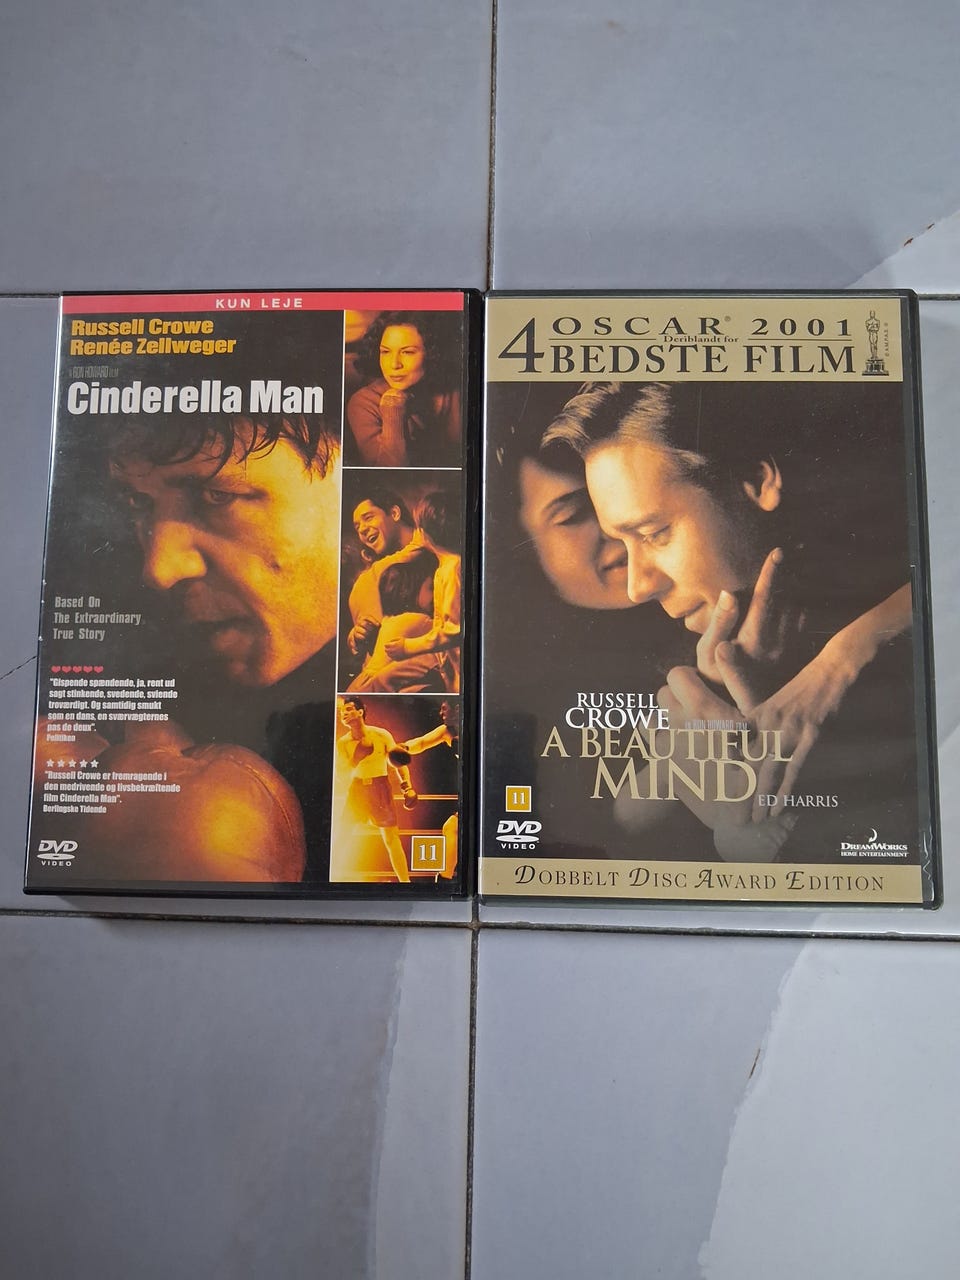 KUN LEJE
Russell Crowe
Renée Zellweger
A RON HOWARD FILM
Cinderella Man
Based On
The Extraordinary
True Story
"Gispende spændende, ja, rent ud
sagt stinkende, svedende, sviende
troværdigt. Og samtidig smukt
som en dans, en sværvægternes
pas de deux".
Politiken
"Russell Crowe er fremragende i
den medrivende og livsbekræftende
film Cinderella Man".
Berlingske Tidende
DVD
VIDEO
11
4 OSCAR® 2001
Deriblandt for
BEDSTE FILM
©A.M.P.A.S.®
RUSSELL
CROWE
RON HOWARD FILM
A BEAUTIFUL
MIND
ED HARRIS
11
DVD
VIDEO
DREAMWORKS
HOME ENTERTAINMENT
DOBBELT DISC AWARD EDITION